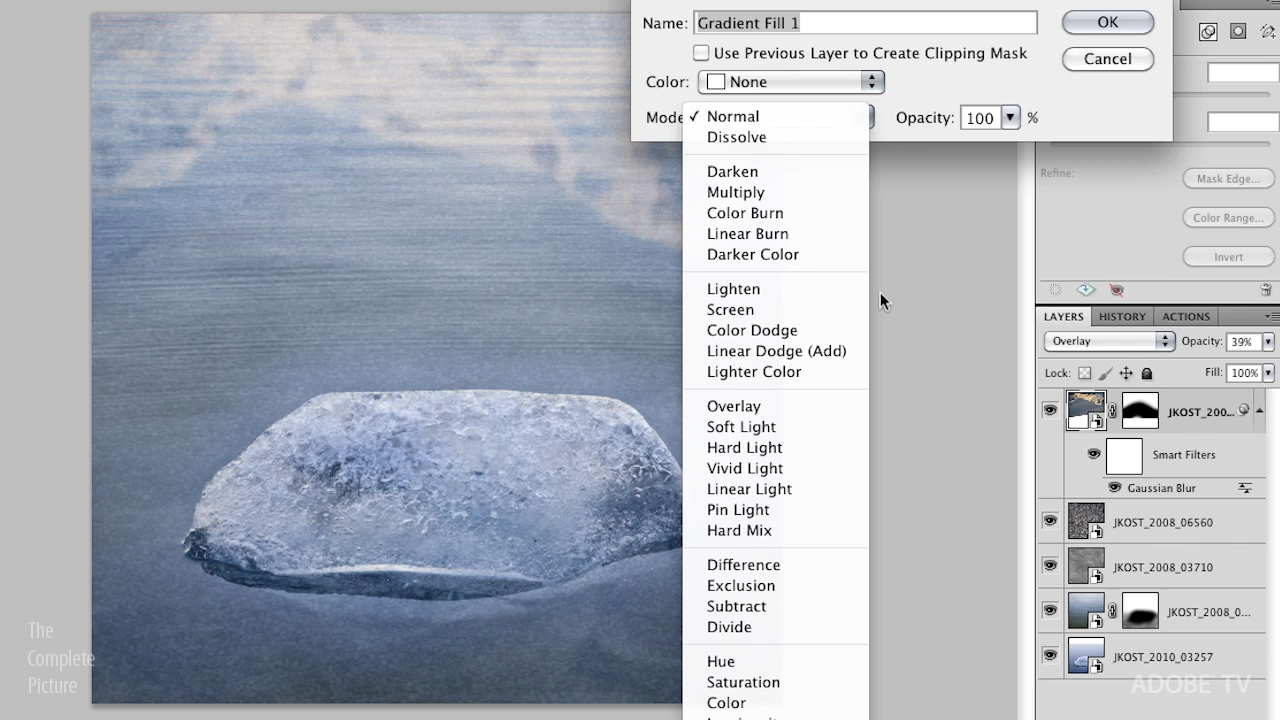 Name: Gradient Fill 1
OK
Use Previous Layer to Create Clipping Mask
Cancel
Color: None
Mode
Opacity: 100 %
✓ Normal
Dissolve
Darken
Multiply
Color Burn
Linear Burn
Darker Color
Lighten
Screen
Color Dodge
Linear Dodge (Add)
Lighter Color
Overlay
Soft Light
Hard Light
Vivid Light
Linear Light
Pin Light
Hard Mix
Difference
Exclusion
Subtract
Divide
Hue
Saturation
Color
Refine:
Mask Edge...
Color Range...
Invert
LAYERS HISTORY ACTIONS
Overlay Opacity: 39%
Lock: Fill: 100%
JKOST_200...
Smart Filters
Gaussian Blur
JKOST_2008_06560
JKOST_2008_03710
JKOST_2008_0...
JKOST_2010_03257
The
Complete
Picture
ADOBE TV